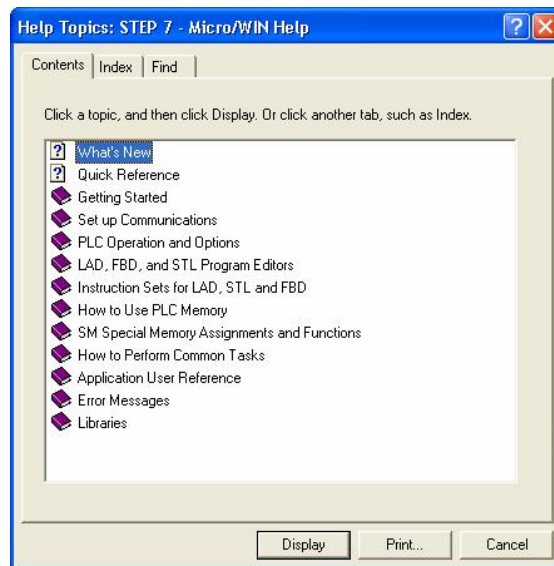 Help Topics: STEP 7 - Micro/WIN Help
Contents Index Find
Click a topic, and then click Display. Or click another tab, such as Index.
What's New
Quick Reference
Getting Started
Set up Communications
PLC Operation and Options
LAD, FBD, and STL Program Editors
Instruction Sets for LAD, STL and FBD
How to Use PLC Memory
SM Special Memory Assignments and Functions
How to Perform Common Tasks
Application User Reference
Error Messages
Libraries
Display Print... Cancel